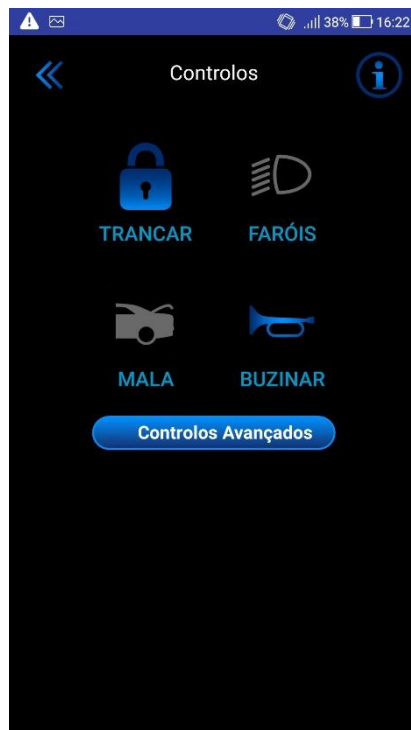 38% 16:22
Controlos
TRANCAR FARÓIS
MALA BUZINAR
Controlos Avançados